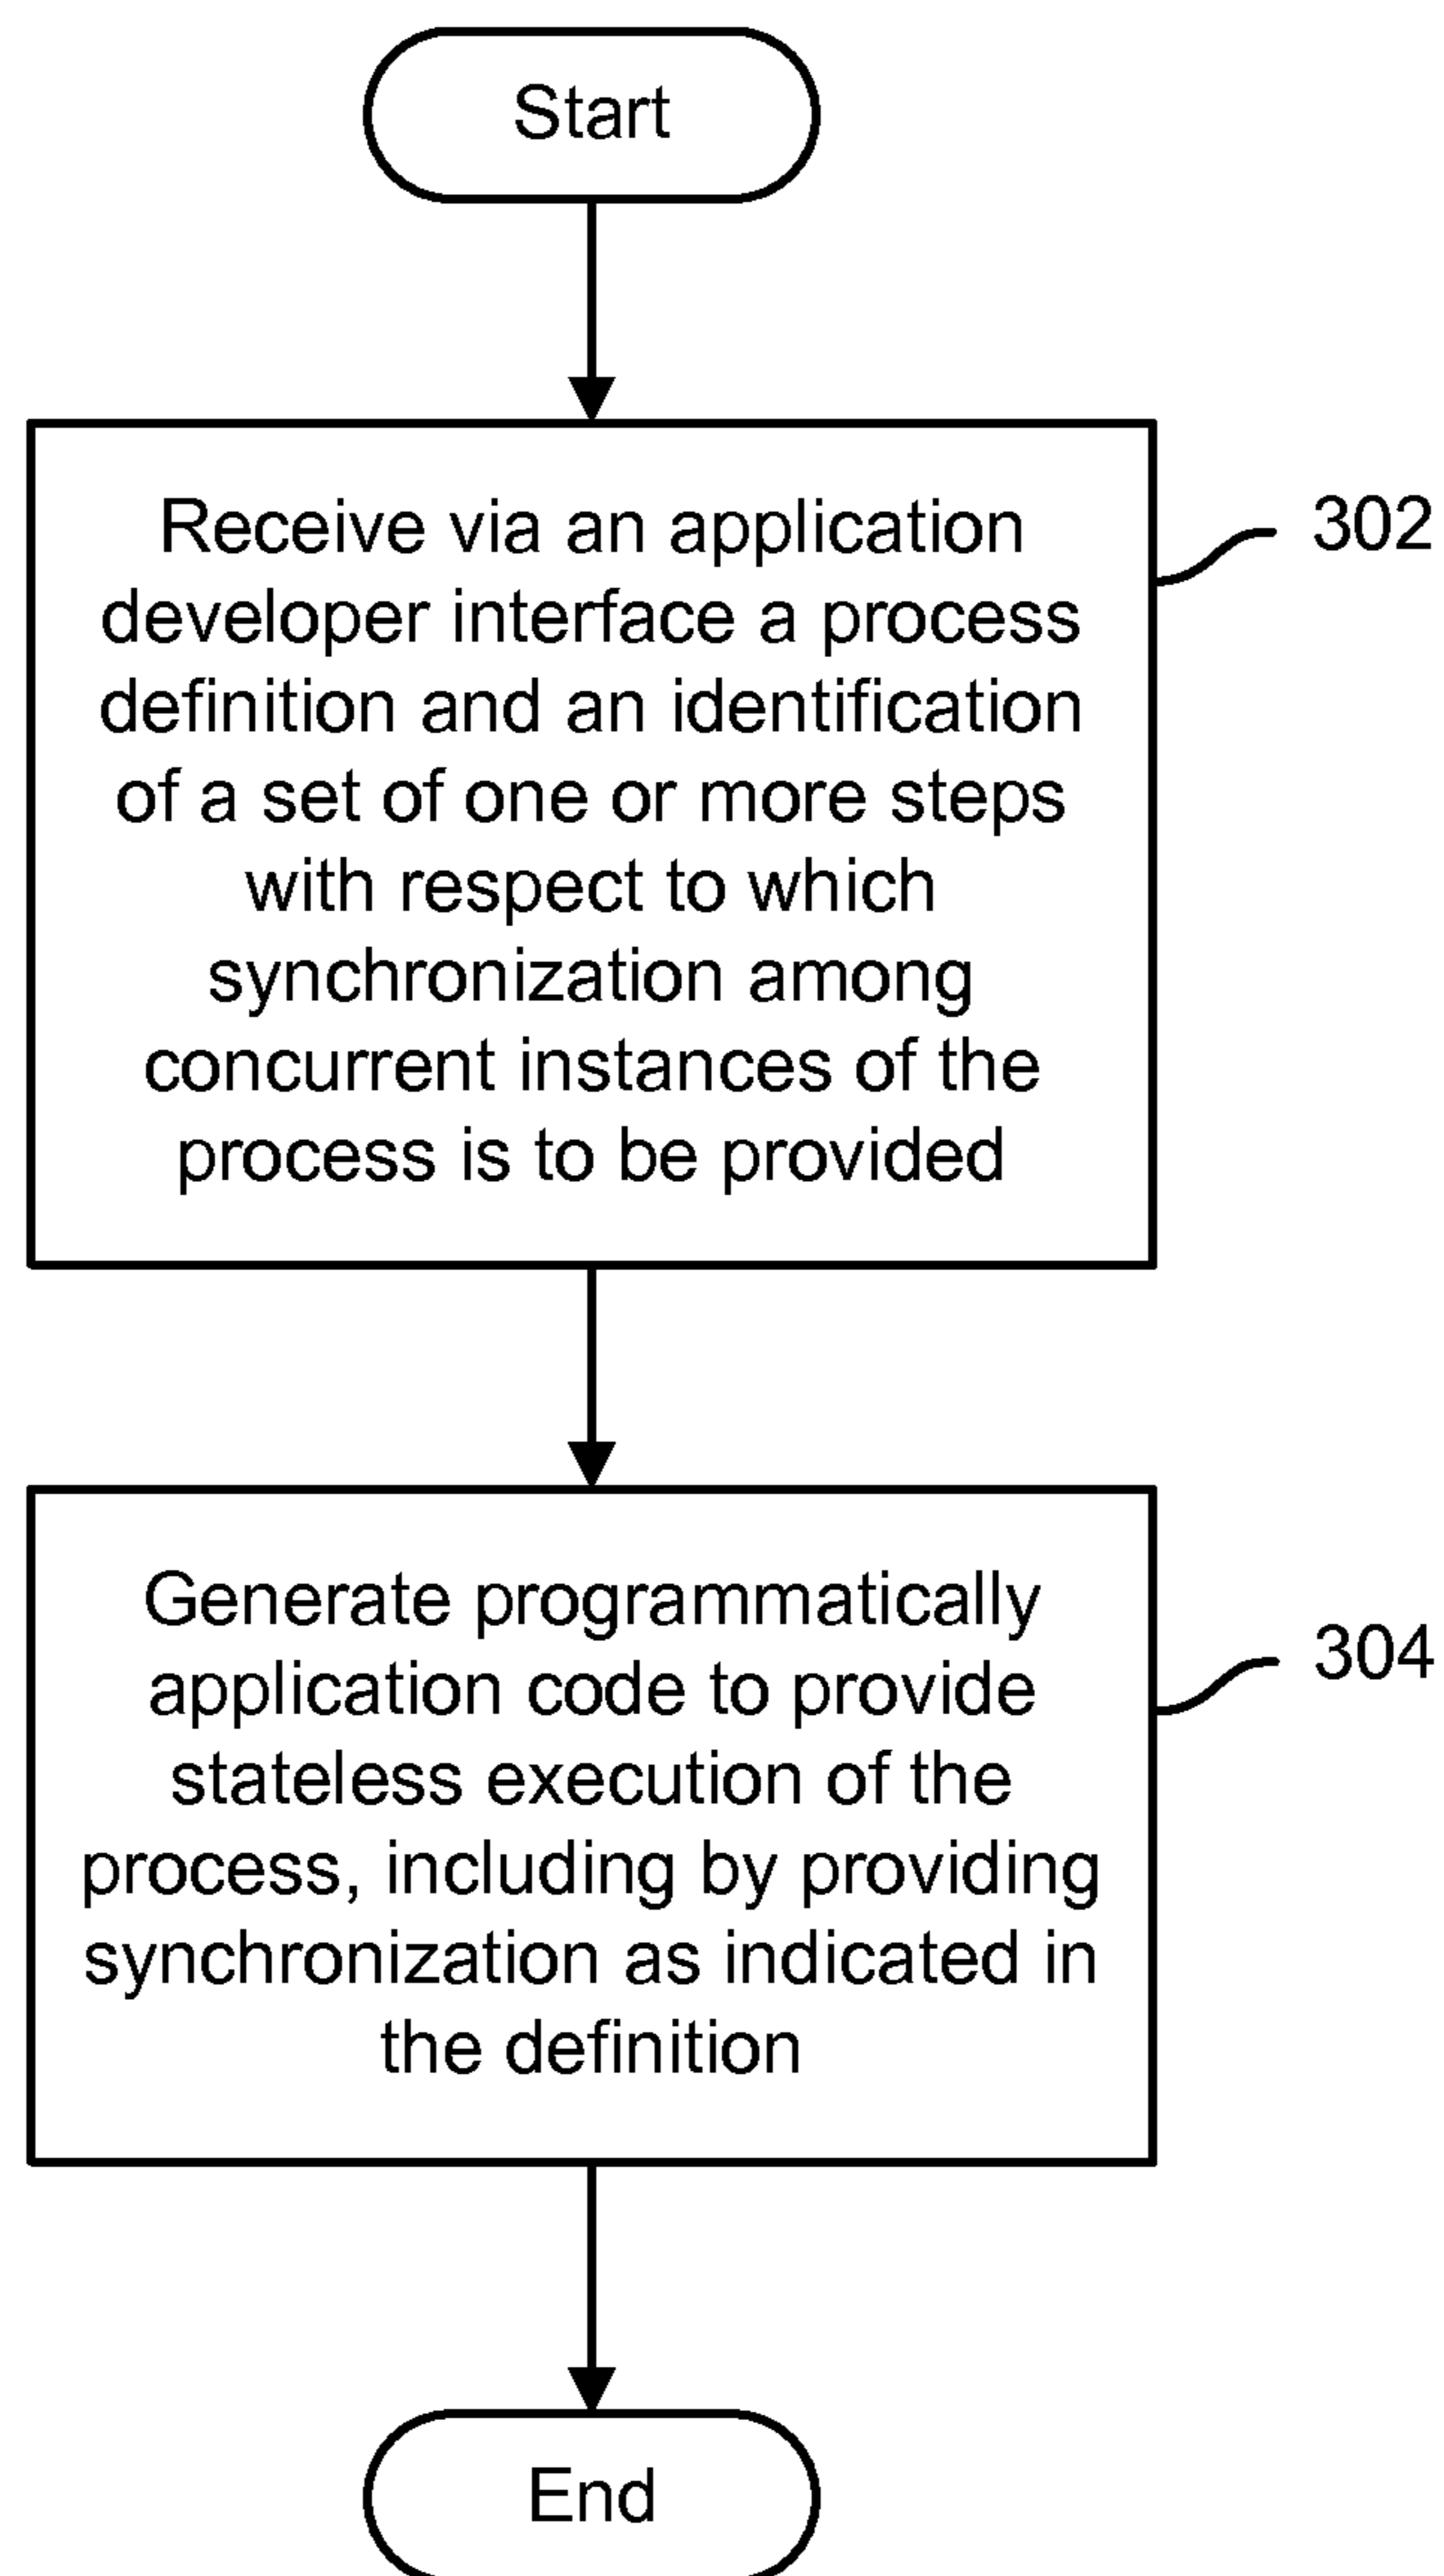 Start
Receive via an application
developer interface a process
definition and an identification
of a set of one or more steps
with respect to which
synchronization among
concurrent instances of the
process is to be provided
302
Generate programmatically
application code to provide
stateless execution of the
process, including by providing
synchronization as indicated in
the definition
304
End